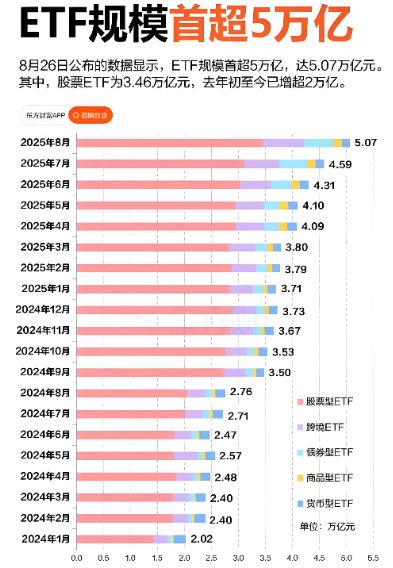 ETF规模首超5万亿
8月26日公布的数据显示，ETF规模首超5万亿，达5.07万亿元。
其中，股票ETF为3.46万亿元，去年初至今已增超2万亿。
东方财富APP
2025年8月 5.07
2025年7月 4.59
2025年6月 4.31
2025年5月 4.10
2025年4月 4.09
2025年3月 3.80
2025年2月 3.79
2025年1月 3.71
2024年12月 3.73
2024年11月 3.67
2024年10月 3.53
2024年9月 3.50
2024年8月 2.76
2024年7月 2.71
2024年6月 2.47
2024年5月 2.57
2024年4月 2.48
2024年3月 2.40
2024年2月 2.40
2024年1月 2.02
股票型ETF
跨境ETF
债券型ETF
商品型ETF
货币型ETF
单位：万亿元
0.0 0.5 1.0 1.5 2.0 2.5 3.0 3.5 4.0 4.5 5.0 5.5